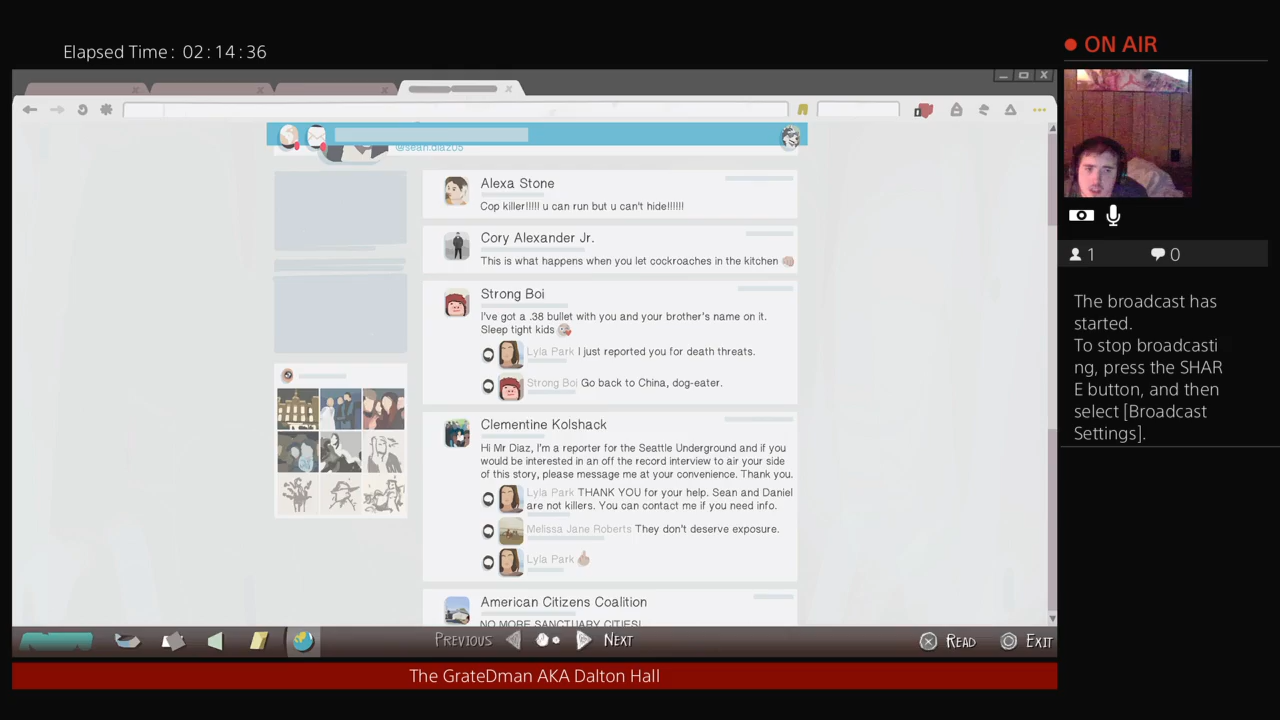 Elapsed Time: 02:14:36
ON AIR
@sean.diaz05
Alexa Stone
Cop killer!!!!! u can run but u can't hide!!!!!!
Cory Alexander Jr.
This is what happens when you let cockroaches in the kitchen
Strong Boi
I've got a .38 bullet with you and your brother's name on it.
Sleep tight kids
Lyla Park I just reported you for death threats.
Strong Boi Go back to China, dog-eater.
Clementine Kolshack
Hi Mr Diaz, I'm a reporter for the Seattle Underground and if you
would be interested in an off the record interview to air your side
of this story, please message me at your convenience. Thank you.
Lyla Park THANK YOU for your help. Sean and Daniel
are not killers. You can contact me if you need info.
Melissa Jane Roberts They don't deserve exposure.
Lyla Park
American Citizens Coalition
NO MORE SANCTUARY CITIES!
1
0
The broadcast has
started.
To stop broadcasti
ng, press the SHAR
E button, and then
select [Broadcast
Settings].
PREVIOUS
NEXT
READ
EXIT
The GrateDman AKA Dalton Hall